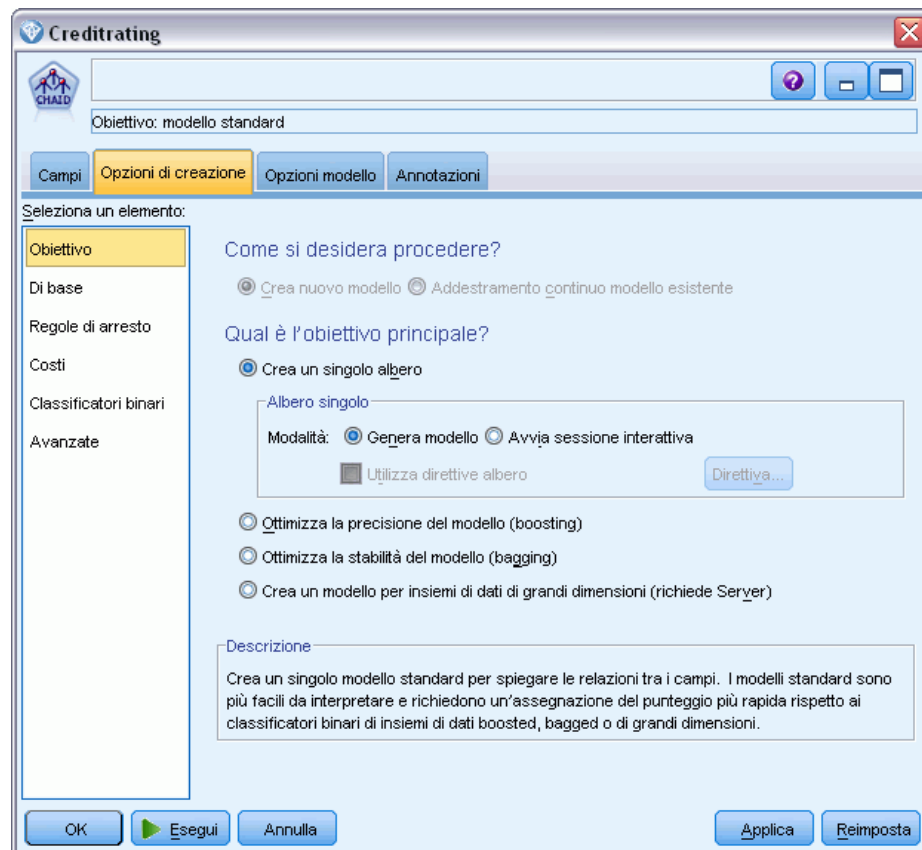 Creditrating
CHAID
Obiettivo: modello standard
Campi
Opzioni di creazione
Opzioni modello
Annotazioni
Seleziona un elemento:
Obiettivo
Di base
Regole di arresto
Costi
Classificatori binari
Avanzate
Come si desidera procedere?
Crea nuovo modello Addestramento continuo modello esistente
Qual è l'obiettivo principale?
Crea un singolo albero
Albero singolo
Modalità: Genera modello Avvia sessione interattiva
Utilizza direttive albero Direttiva...
Ottimizza la precisione del modello (boosting)
Ottimizza la stabilità del modello (bagging)
Crea un modello per insiemi di dati di grandi dimensioni (richiede Server)
Descrizione
Crea un singolo modello standard per spiegare le relazioni tra i campi. I modelli standard sono
più facili da interpretare e richiedono un'assegnazione del punteggio più rapida rispetto ai
classificatori binari di insiemi di dati boosted, bagged o di grandi dimensioni.
OK Esegui Annulla Applica Reimposta